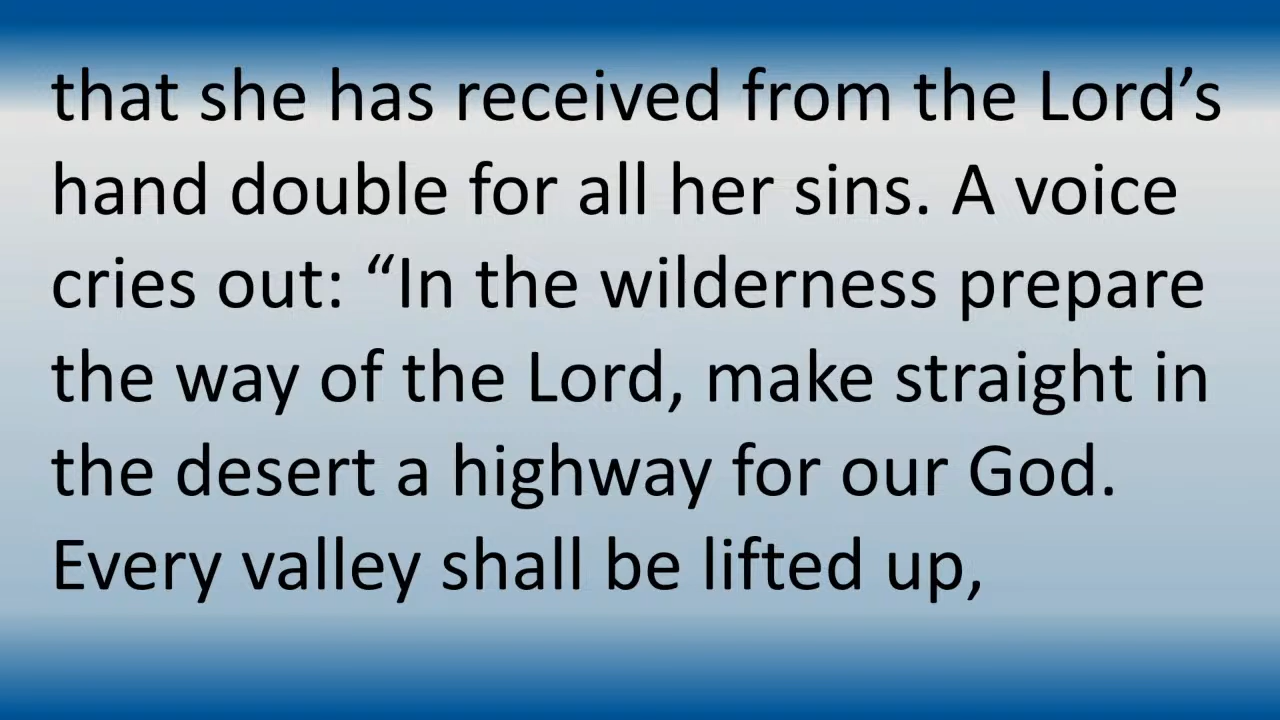 that she has received from the Lord’s
hand double for all her sins. A voice
cries out: “In the wilderness prepare
the way of the Lord, make straight in
the desert a highway for our God.
Every valley shall be lifted up,